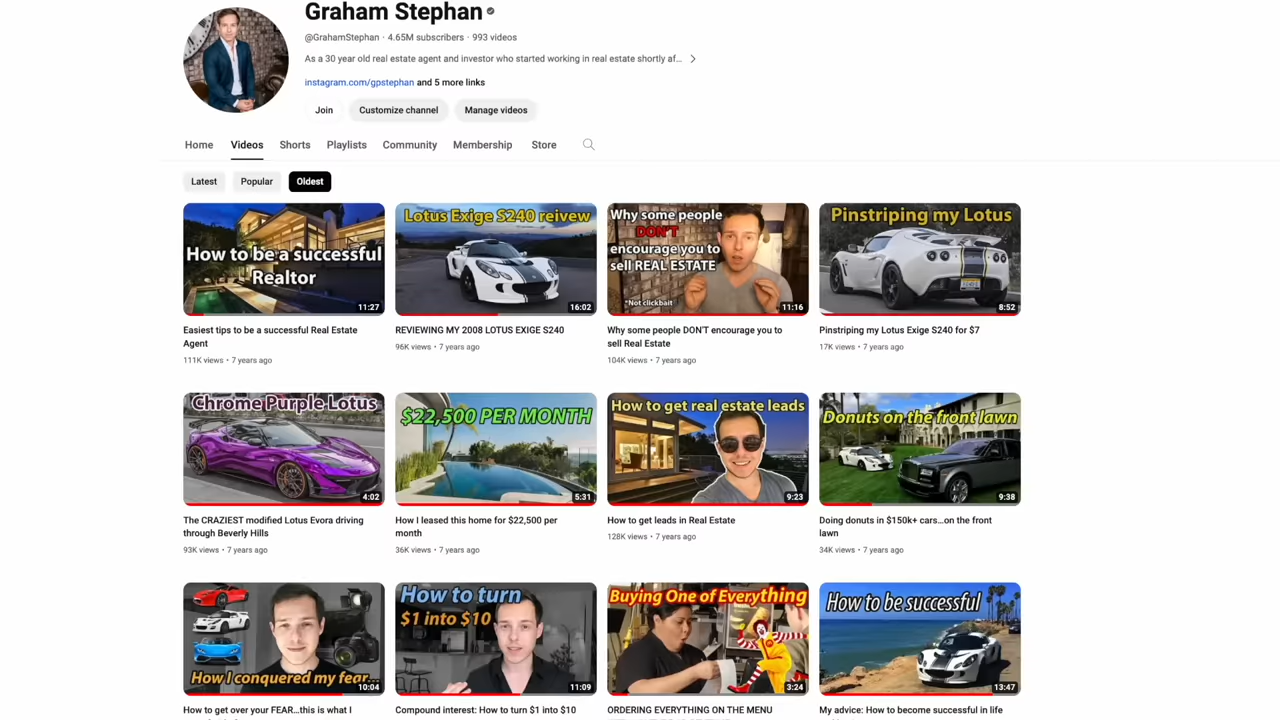 Graham Stephan
@GrahamStephan · 4.65M subscribers · 993 videos
As a 30 year old real estate agent and investor who started working in real estate shortly af...
instagram.com/gpstephan and 5 more links
Join
Customize channel
Manage videos
Home
Videos
Shorts
Playlists
Community
Membership
Store
Latest
Popular
Oldest
How to be a successful
Realtor
11:27
Easiest tips to be a successful Real Estate
Agent
111K views • 7 years ago
Lotus Exige S240 reivew
16:02
REVIEWING MY 2008 LOTUS EXIGE S240
96K views • 7 years ago
Why some people
DON'T
encourage you to
sell REAL ESTATE
*Not clickbait
11:16
Why some people DON'T encourage you to
sell Real Estate
104K views • 7 years ago
Pinstriping my Lotus
8:52
Pinstriping my Lotus Exige S240 for $7
17K views • 7 years ago
Chrome Purple Lotus
4:02
The CRAZIEST modified Lotus Evora driving
through Beverly Hills
93K views • 7 years ago
$22,500 PER MONTH
5:31
How I leased this home for $22,500 per
month
36K views • 7 years ago
How to get real estate leads
9:23
How to get leads in Real Estate
128K views • 7 years ago
Donuts on the front lawn
9:38
Doing donuts in $150k+ cars...on the front
lawn
34K views • 7 years ago
How I conquered my fear...
10:04
How to get over your FEAR...this is what I
How to turn
$1 into $10
11:09
Compound interest: How to turn $1 into $10
Buying One of Everything
3:24
ORDERING EVERYTHING ON THE MENU
How to be successful
13:47
My advice: How to become successful in life